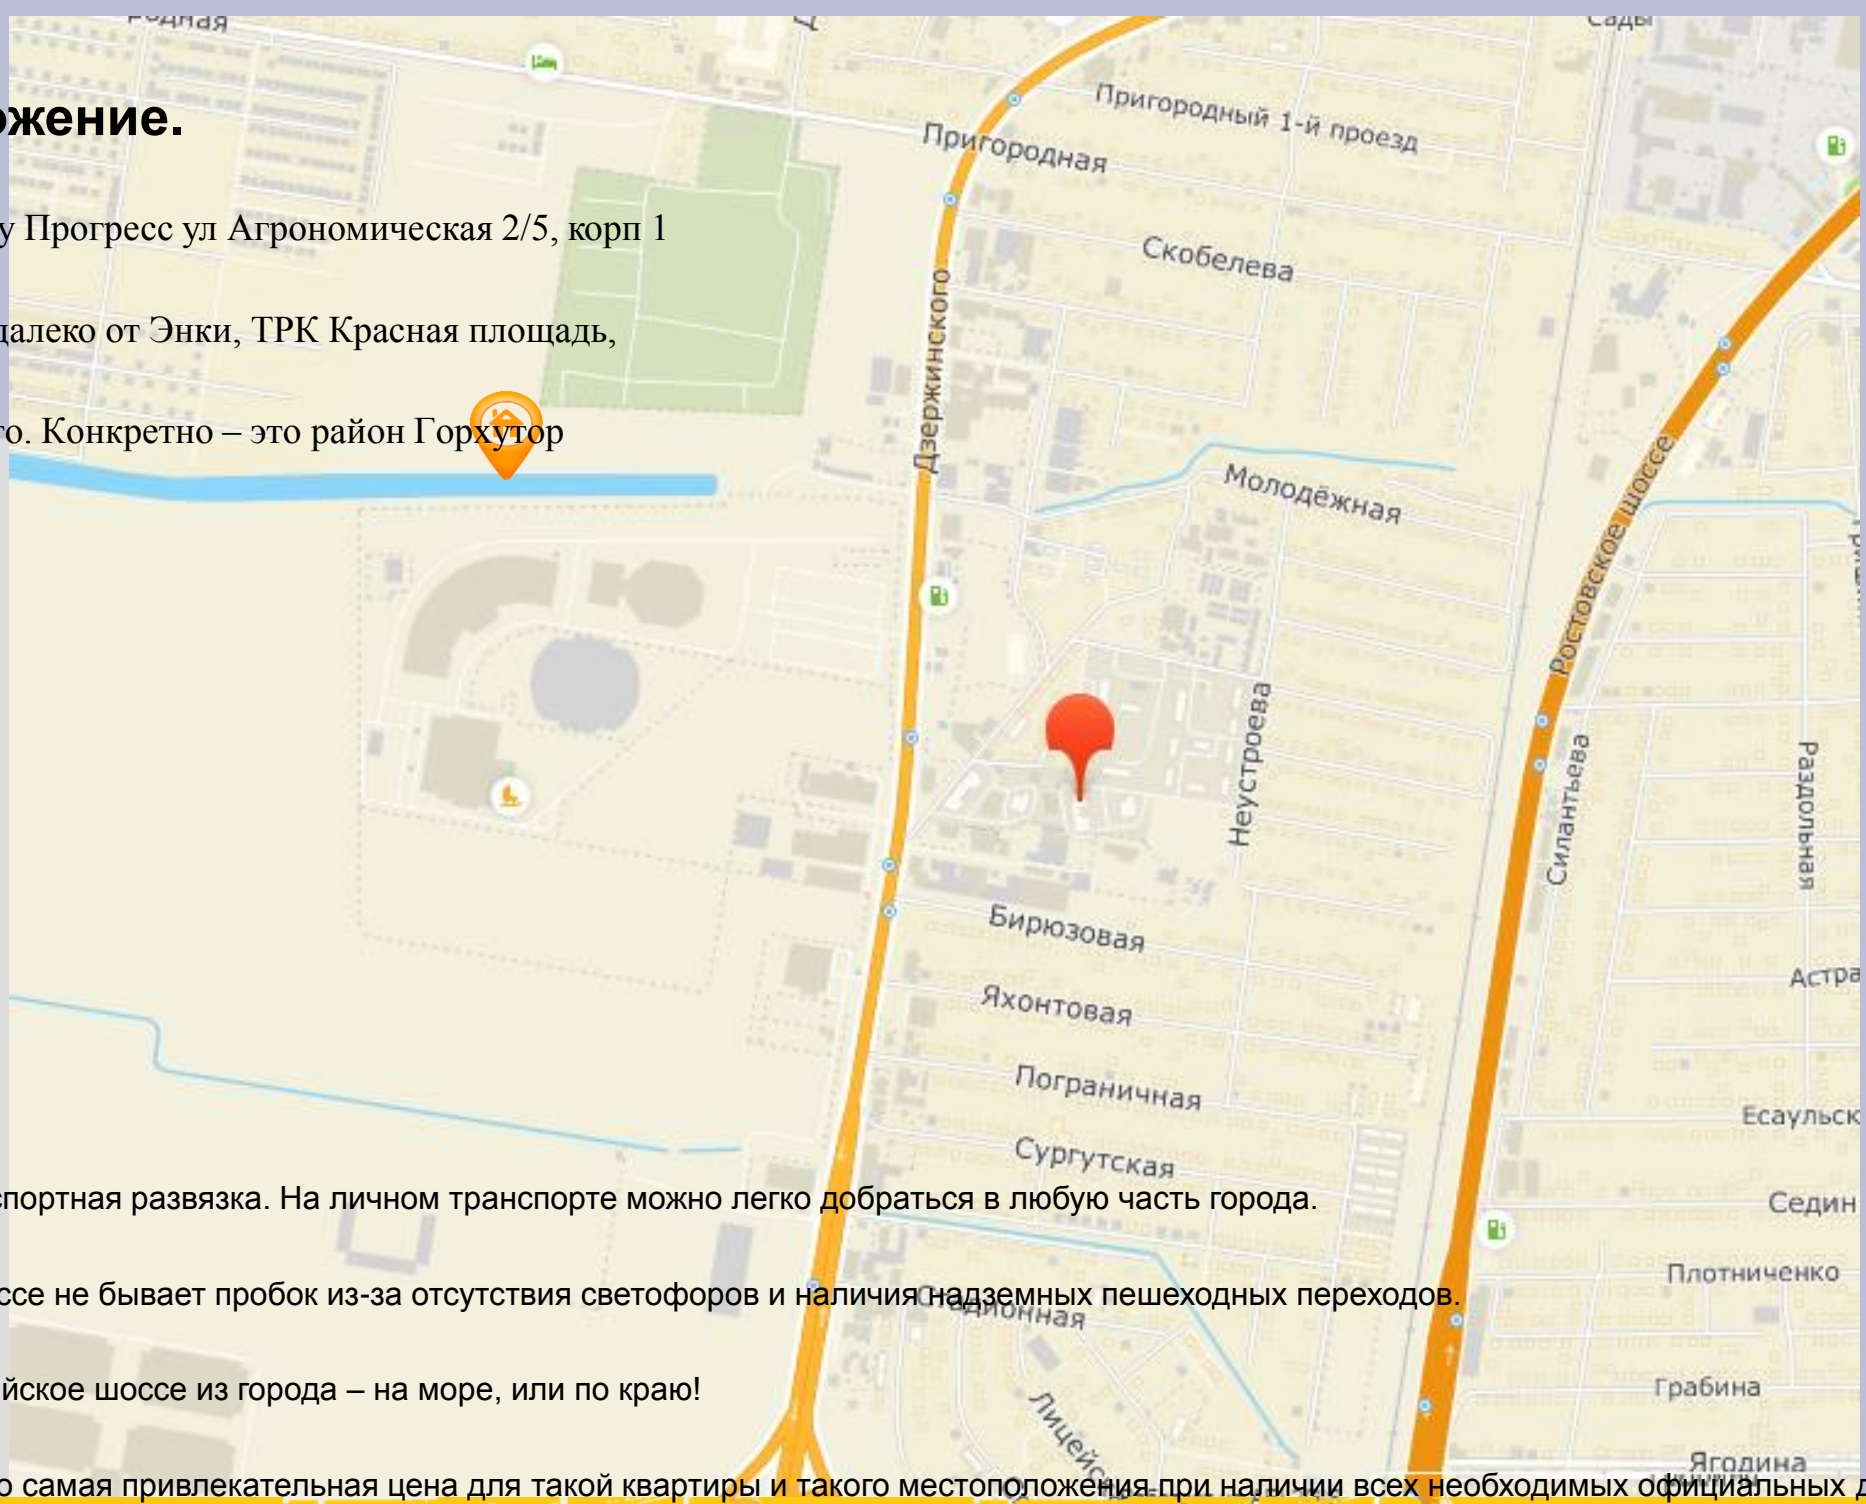 ожение.
у Прогресс ул Агрономическая 2/5, корп 1
далеко от Энки, ТРК Красная площадь,
го. Конкретно – это район Горхутор
спортная развязка. На личном транспорте можно легко добраться в любую часть города.
ссе не бывает пробок из-за отсутствия светофоров и наличия надземных пешеходных переходов.
йское шоссе из города – на море, или по краю!
о самая привлекательная цена для такой квартиры и такого местоположения при наличии всех необходимых официальных д
родная
Сады
Пригородный 1-й проезд
Пригородная
Скобелева
Дзержинского
Молодёжная
Ростовское шоссе
Неустроева
Силантьева
Раздольная
Бирюзовая
Астра
Яхонтовая
Пограничная
Есаульск
Сургутская
Седин
Плотниченко
Стадионная
Грабина
Лицейск
Ягодина